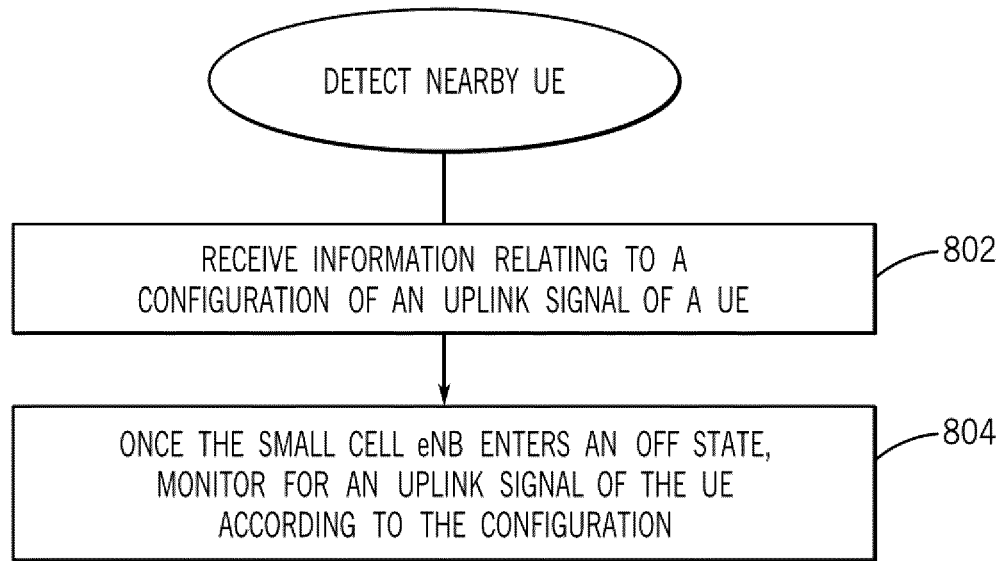 DETECT NEARBY UE
RECEIVE INFORMATION RELATING TO A
CONFIGURATION OF AN UPLINK SIGNAL OF A UE
802
ONCE THE SMALL CELL eNB ENTERS AN OFF STATE,
MONITOR FOR AN UPLINK SIGNAL OF THE UE
ACCORDING TO THE CONFIGURATION
804